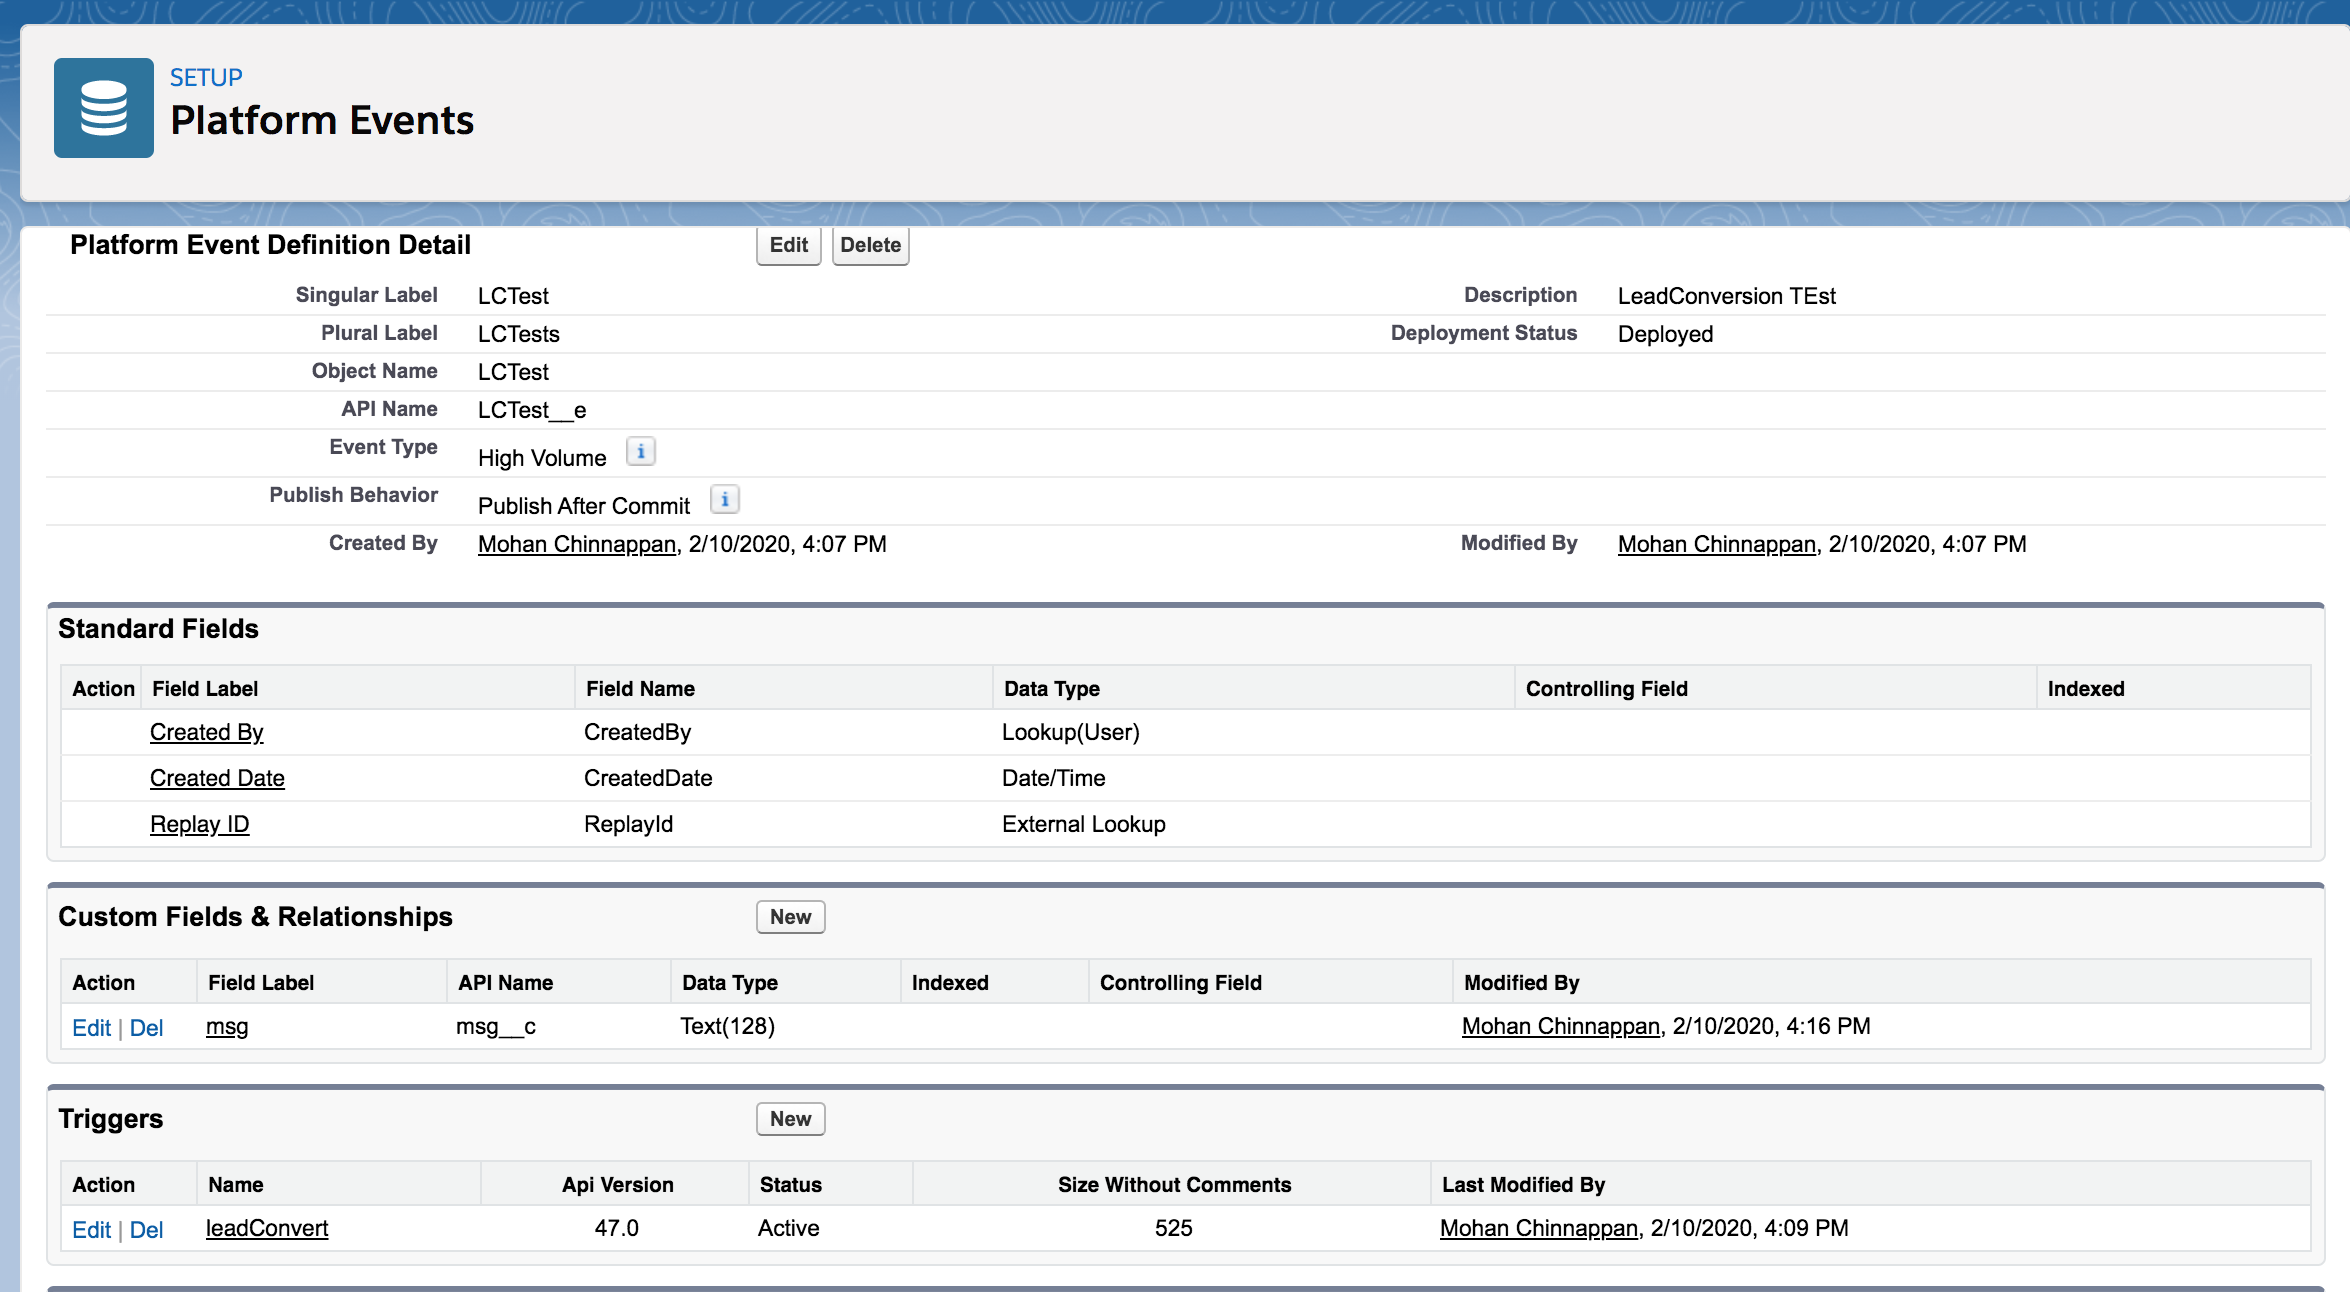 SETUP
Platform Events
Platform Event Definition Detail Edit Delete
Singular Label LCTest Description LeadConversion TEst
Plural Label LCTests Deployment Status Deployed
Object Name LCTest
API Name LCTest__e
Event Type High Volume i
Publish Behavior Publish After Commit i
Created By Mohan Chinnappan, 2/10/2020, 4:07 PM Modified By Mohan Chinnappan, 2/10/2020, 4:07 PM
Standard Fields
Action Field Label Field Name Data Type Controlling Field Indexed
Created By CreatedBy Lookup(User)
Created Date CreatedDate Date/Time
Replay ID ReplayId External Lookup
Custom Fields & Relationships New
Action Field Label API Name Data Type Indexed Controlling Field Modified By
Edit | Del msg msg__c Text(128) Mohan Chinnappan, 2/10/2020, 4:16 PM
Triggers New
Action Name Api Version Status Size Without Comments Last Modified By
Edit | Del leadConvert 47.0 Active 525 Mohan Chinnappan, 2/10/2020, 4:09 PM